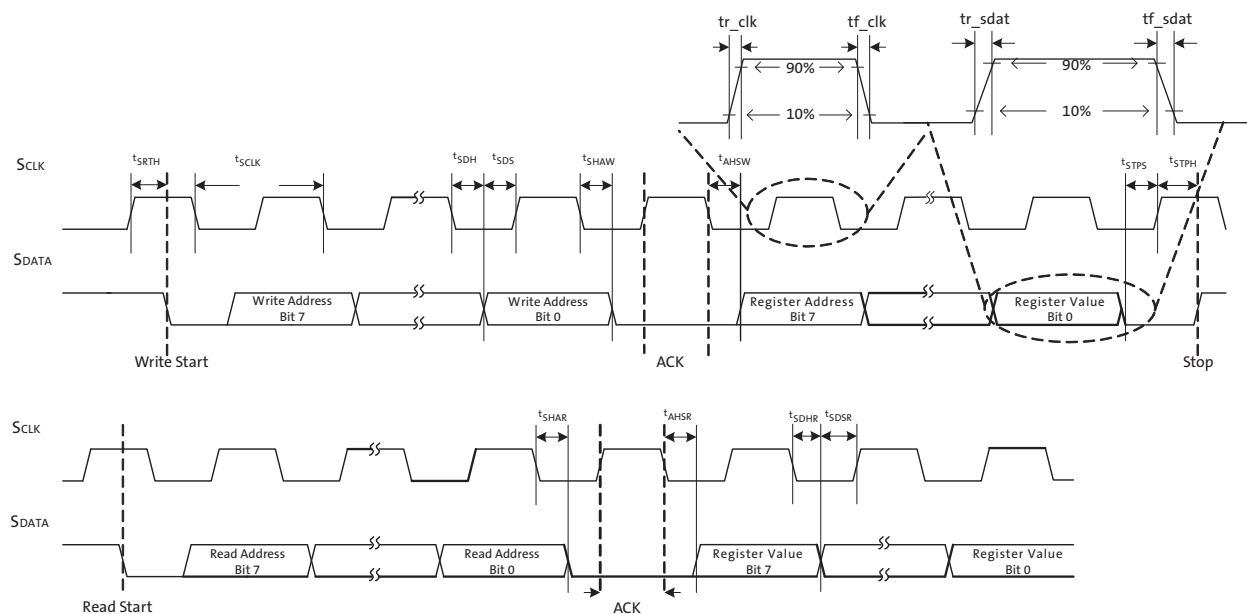 tr_clk tf_clk tr_sdat tf_sdat
90% 90%
10% 10%
SCLK tSRTH tSCLK tSDH tSDS tSHAW tAHSW tSTPS tSTPH
SDATA
Write Address Write Address Register Address Register Value
Bit 7 Bit 0 Bit 7 Bit 0
Write Start ACK Stop
SCLK tSHAR tAHSR tSDHR tSDSR
SDATA
Read Address Read Address Register Value Register Value
Bit 7 Bit 0 Bit 7 Bit 0
Read Start ACK